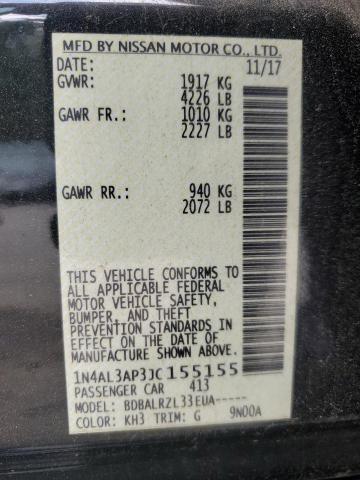 MFD BY NISSAN MOTOR CO., LTD.
DATE: 11/17
GVWR: 1917 KG
4226 LB
GAWR FR.: 1010 KG
2227 LB
GAWR RR.: 940 KG
2072 LB
THIS VEHICLE CONFORMS TO
ALL APPLICABLE FEDERAL
MOTOR VEHICLE SAFETY,
BUMPER, AND THEFT
PREVENTION STANDARDS IN
EFFECT ON THE DATE OF
MANUFACTURE SHOWN ABOVE.
1N4AL3AP3JC155155
PASSENGER CAR 413
MODEL: BDBALRZL33EUA-----
COLOR: KH3 TRIM: G 9N00A